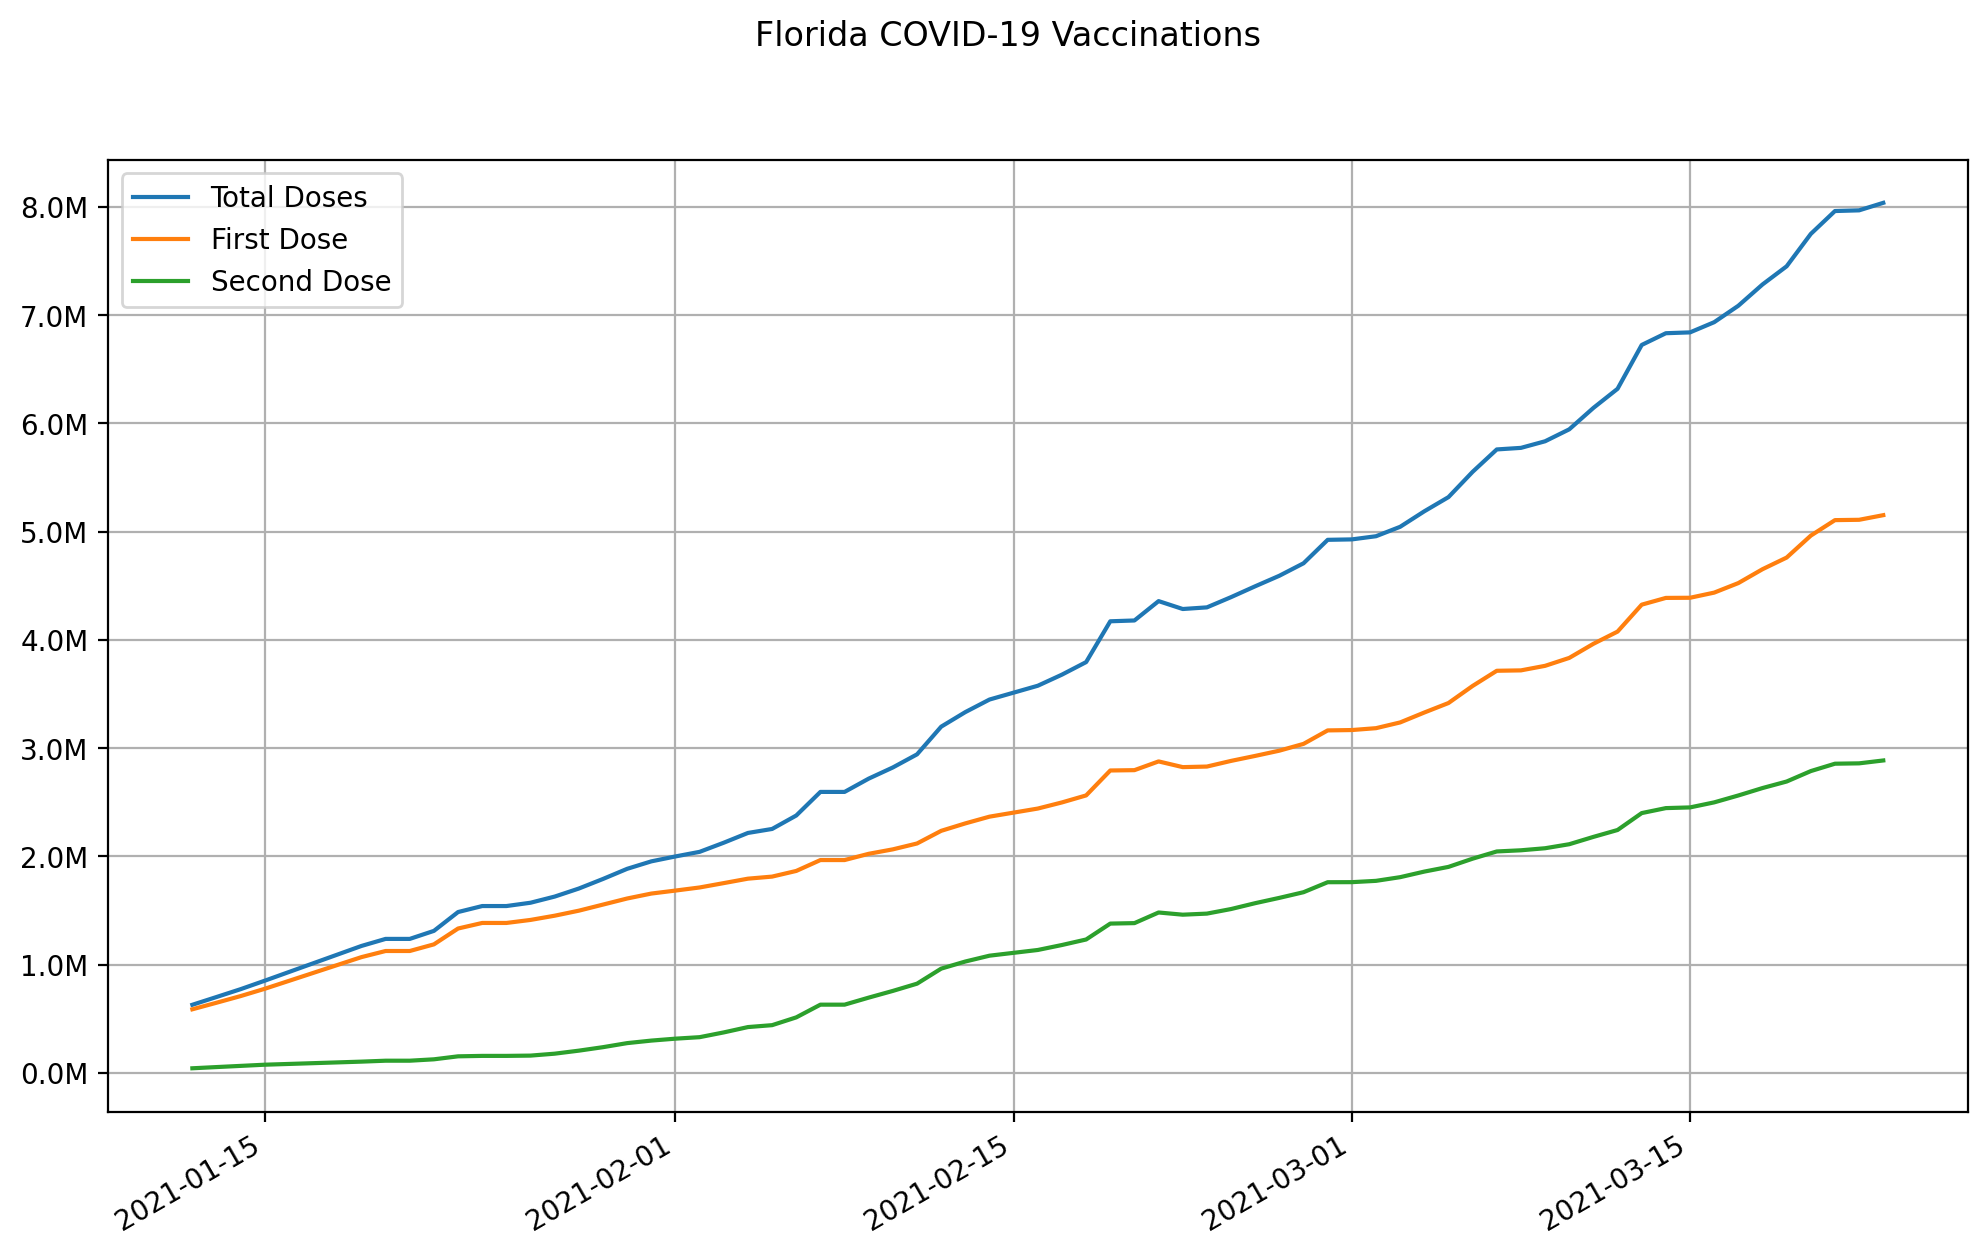 Florida COVID-19 Vaccinations
Total Doses
First Dose
Second Dose
8.0M
7.0M
6.0M
5.0M
4.0M
3.0M
2.0M
1.0M
0.0M
2021-01-15
2021-02-01
2021-02-15
2021-03-01
2021-03-15